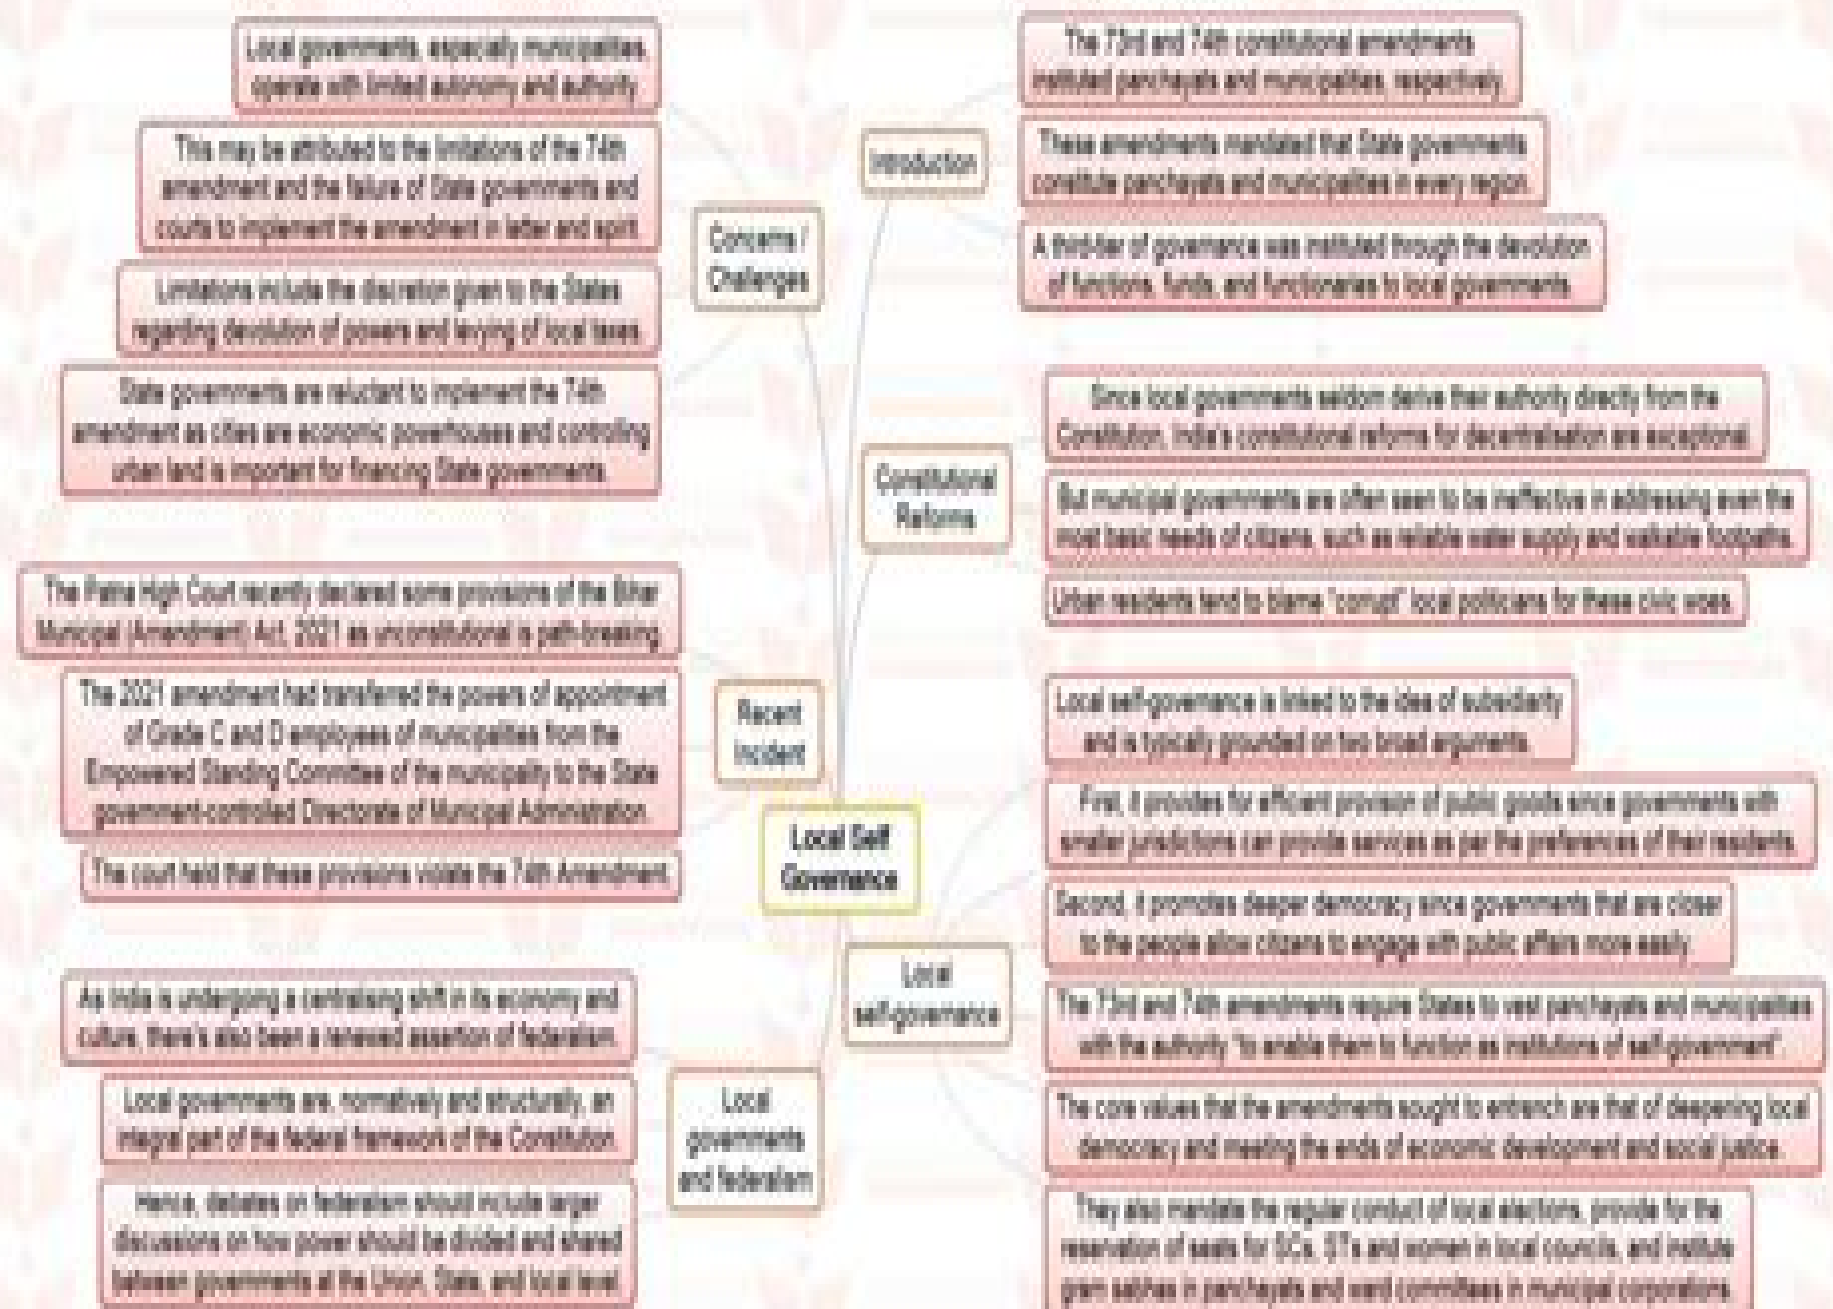 Local Self
Governance
Introduction
The 73rd and 74th constitutional amendments
instituted panchayats and municipalities, respectively.
These amendments mandated that State governments
constitute panchayats and municipalities in every region.
A third-tier of governance was instituted through the devolution
of functions, funds, and functionaries to local governments.
Constitutional
Reforms
Since local governments seldom derive their authority directly from the
Constitution, India's constitutional reforms for decentralisation are exceptional.
But municipal governments are often seen to be ineffective in addressing even the
most basic needs of citizens, such as reliable water supply and walkable footpaths.
Urban residents tend to blame "corrupt" local politicians for these civic woes.
Local
self-governance
Local self-governance is linked to the idea of subsidiarity
and is typically grounded on two broad arguments.
First, it provides for efficient provision of public goods since governments with
smaller jurisdictions can provide services as per the preferences of their residents.
Second, it promotes deeper democracy since governments that are closer
to the people allow citizens to engage with public affairs more easily.
The 73rd and 74th amendments require States to vest panchayats and municipalities
with the authority "to enable them to function as institutions of self-government".
The core values that the amendments sought to entrench are that of deepening local
democracy and meeting the ends of economic development and social justice.
They also mandate the regular conduct of local elections, provide for the
reservation of seats for SCs, STs and women in local councils, and institute
gram sabhas in panchayats and ward committees in municipal corporations.
Concerns /
Challenges
Local governments, especially municipalities,
operate with limited autonomy and authority.
This may be attributed to the limitations of the 74th
amendment and the failure of State governments and
courts to implement the amendment in letter and spirit.
Limitations include the discretion given to the States
regarding devolution of powers and levying of local taxes.
State governments are reluctant to implement the 74th
amendment as cities are economic powerhouses and controlling
urban land is important for financing State governments.
Recent
Incident
The Patna High Court recently declared some provisions of the Bihar
Municipal (Amendment) Act, 2021 as unconstitutional is path-breaking.
The 2021 amendment had transferred the powers of appointment
of Grade C and D employees of municipalities from the
Empowered Standing Committee of the municipality to the State
government-controlled Directorate of Municipal Administration.
The court held that these provisions violate the 74th Amendment.
Local
governments
and federalism
As India is undergoing a centralising shift in its economy and
culture, there's also been a renewed assertion of federalism.
Local governments are, normatively and structurally, an
integral part of the federal framework of the Constitution.
Hence, debates on federalism should include larger
discussions on how power should be divided and shared
between governments at the Union, State, and local level.